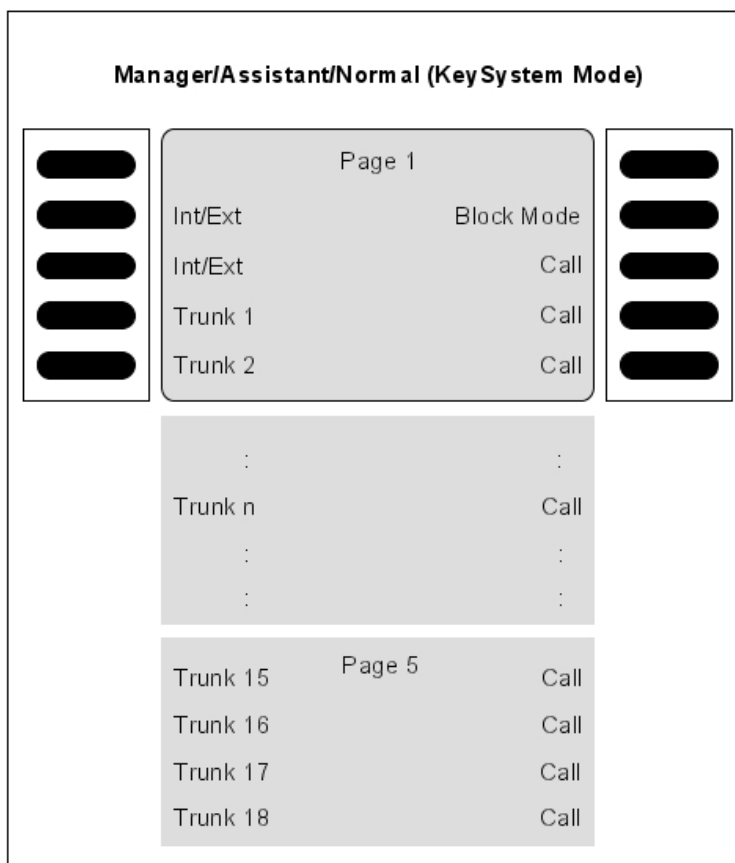 Manager/Assistant/Normal (KeySystem Mode)
Page 1
Int/Ext Block Mode
Int/Ext Call
Trunk 1 Call
Trunk 2 Call
: :
Trunk n Call
: :
: :
Page 5
Trunk 15 Call
Trunk 16 Call
Trunk 17 Call
Trunk 18 Call